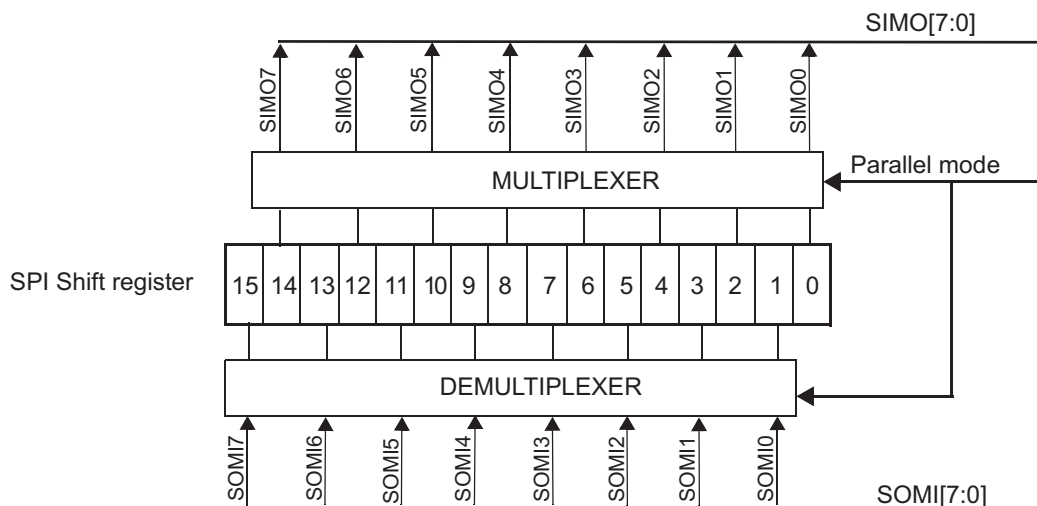 SIMO[7:0]
SIMO7 SIMO6 SIMO5 SIMO4 SIMO3 SIMO2 SIMO1 SIMO0
MULTIPLEXER
Parallel mode
SPI Shift register
15 14 13 12 11 10 9 8 7 6 5 4 3 2 1 0
DEMULTIPLEXER
SOMI7 SOMI6 SOMI5 SOMI4 SOMI3 SOMI2 SOMI1 SOMI0
SOMI[7:0]